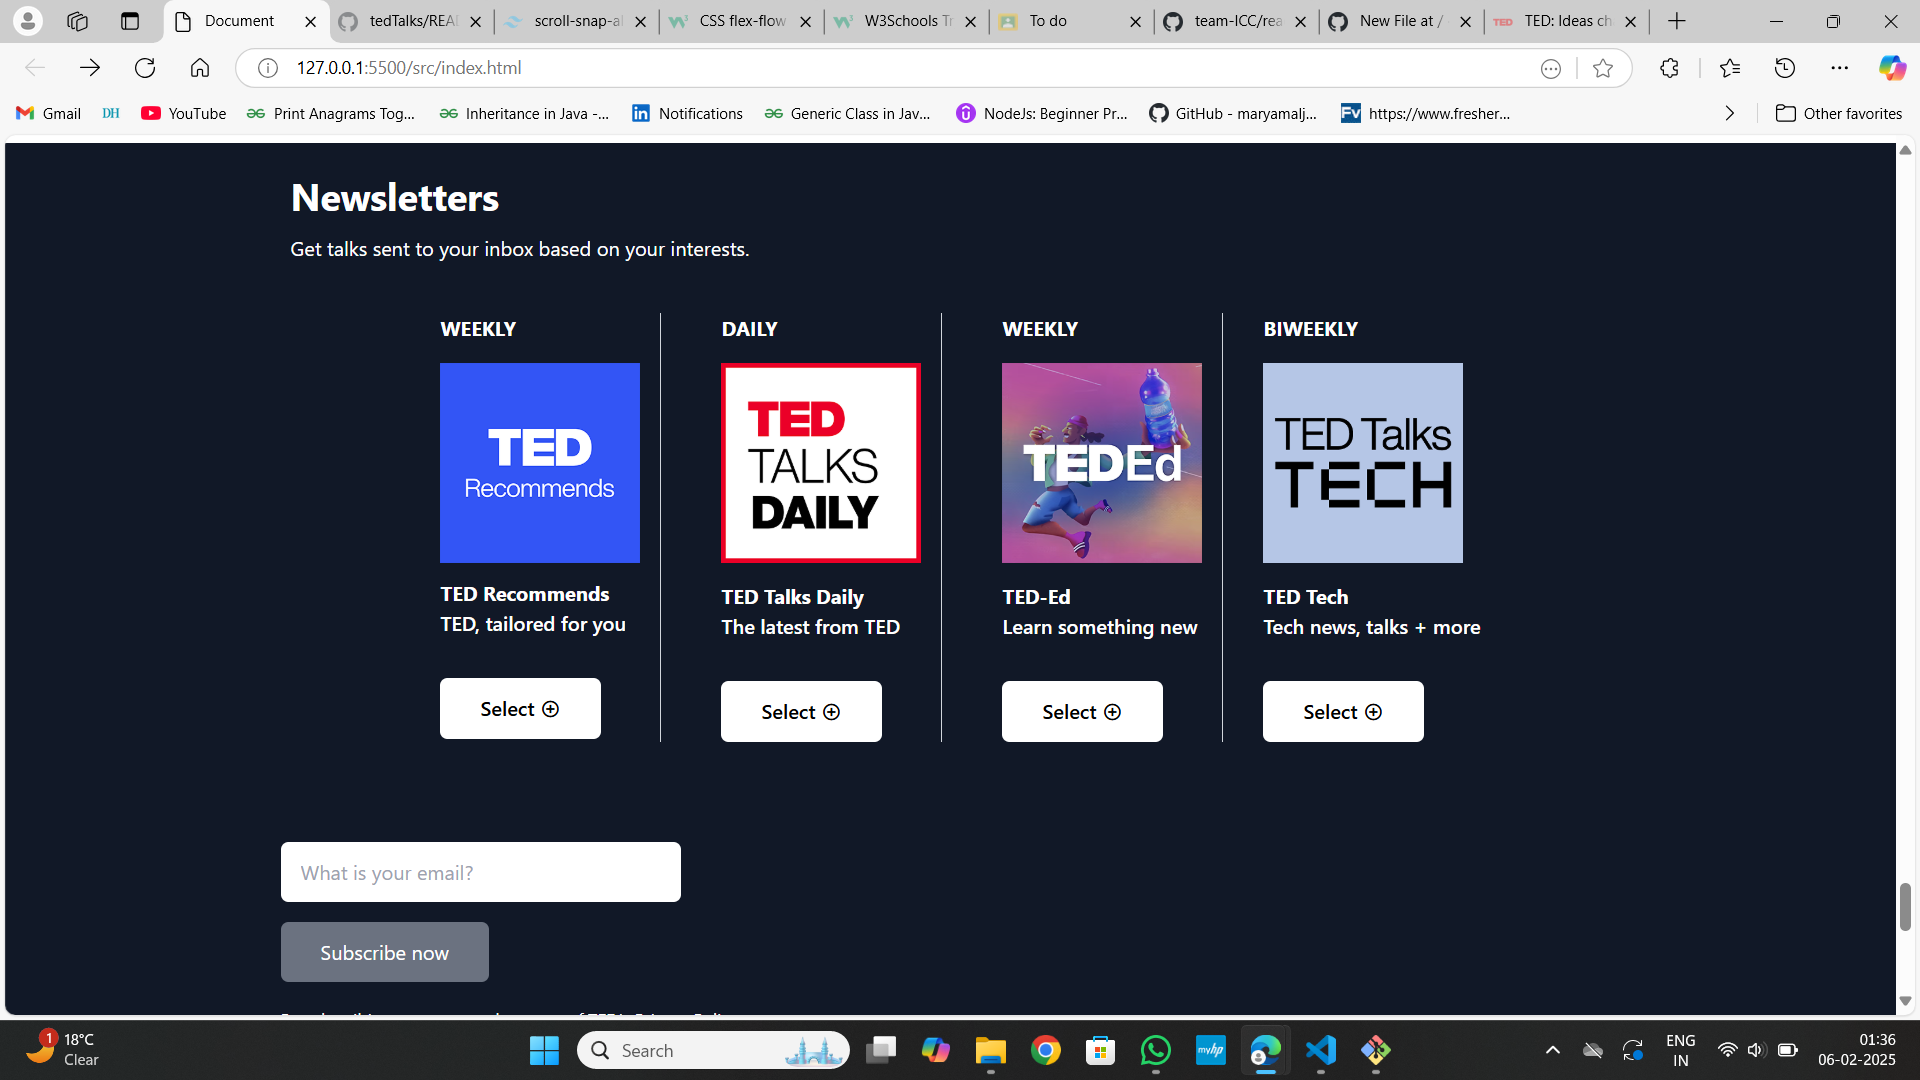 Document
tedTalks/REA
scroll-snap-al
CSS flex-flow
W3Schools Tr
To do
team-ICC/rea
New File at /
TED
TED: Ideas ch
127.0.0.1:5500/src/index.html
Gmail
DH
YouTube
Print Anagrams Tog...
Inheritance in Java -...
Notifications
Generic Class in Jav...
NodeJs: Beginner Pr...
GitHub - maryamalj...
FV
https://www.fresher...
Other favorites
Newsletters
Get talks sent to your inbox based on your interests.
WEEKLY
TED
Recommends
TED Recommends
TED, tailored for you
Select
DAILY
TED
TALKS
DAILY
TED Talks Daily
The latest from TED
Select
WEEKLY
TEDEd
TED-Ed
Learn something new
Select
BIWEEKLY
TED Talks
TECH
TED Tech
Tech news, talks + more
Select
What is your email?
Subscribe now
1
18°C
Clear
Search
myhp
ENG
IN
01:36
06-02-2025